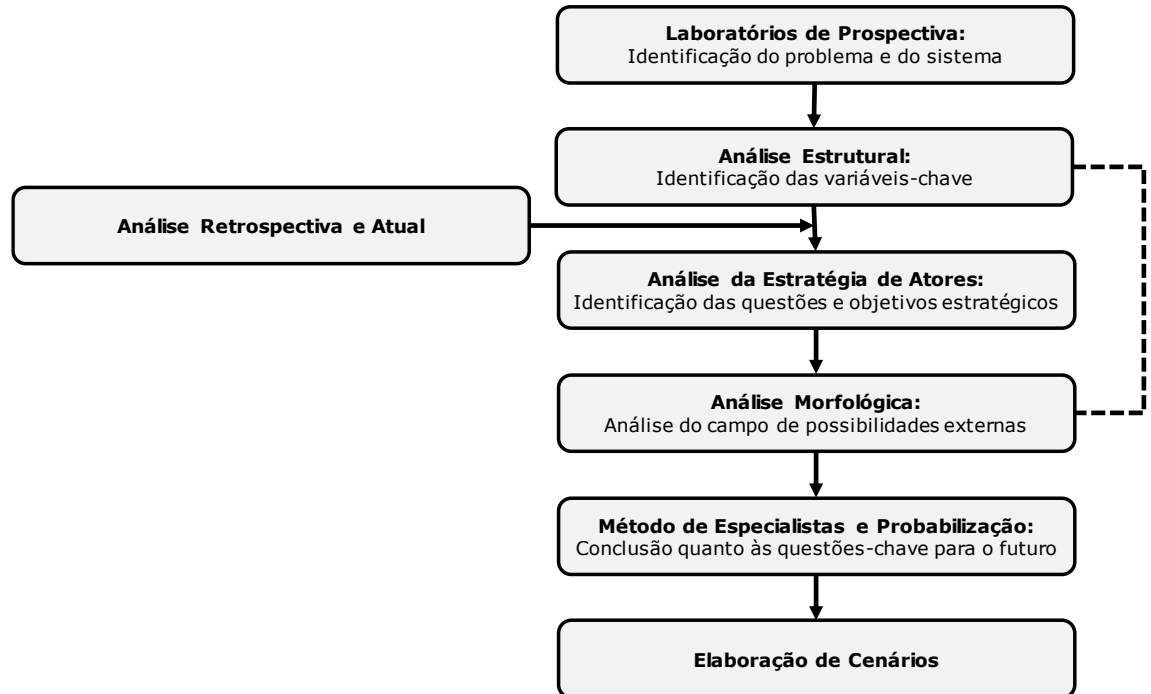 Laboratórios de Prospectiva:
Identificação do problema e do sistema
Análise Estrutural:
Identificação das variáveis-chave
Análise Retrospectiva e Atual
Análise da Estratégia de Atores:
Identificação das questões e objetivos estratégicos
Análise Morfológica:
Análise do campo de possibilidades externas
Método de Especialistas e Probabilização:
Conclusão quanto às questões-chave para o futuro
Elaboração de Cenários